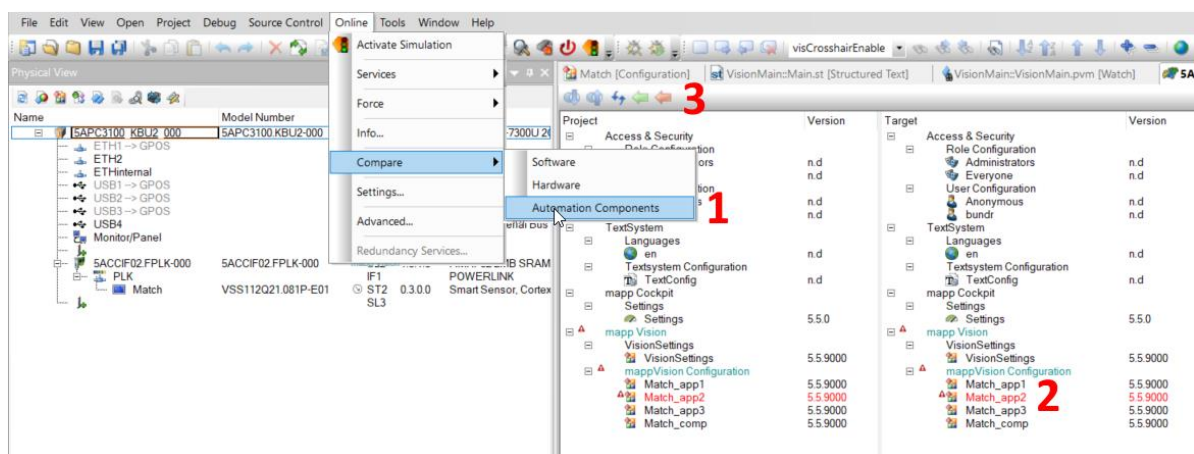 File Edit View Open Project Debug Source Control Online Tools Window Help
visCrosshairEnable
Activate Simulation
Services
Force
Info...
Compare
Settings...
Advanced...
Redundancy Services...
Software
Hardware
Automation Components
1
Physical View
Name Model Number
5APC3100_KBU2_000 5APC3100.KBU2-000 -7300U
ETH1 -> GPOS
ETH2
ETHinternal
USB1 -> GPOS
USB2 -> GPOS
USB3 -> GPOS
USB4
Monitor/Panel
5ACCIF02.FPLK-000 5ACCIF02.FPLK-000 SRAM
PLK IF1 POWERLINK
Match VSS112Q21.081P-E01 ST2 0.3.0.0 Smart Sensor, Cortex
SL3
Match [Configuration] VisionMain::Main.st [Structured Text] VisionMain::VisionMain.pvm [Watch] 5A
3
Project Version Target Version
Access & Security Access & Security
Role Configuration Role Configuration
ors n.d Administrators n.d
n.d Everyone n.d
tion User Configuration
s n.d Anonymous n.d
n.d bundr n.d
TextSystem TextSystem
Languages Languages
en n.d en n.d
Textsystem Configuration Textsystem Configuration
TextConfig n.d TextConfig n.d
mapp Cockpit mapp Cockpit
Settings Settings
Settings 5.5.0 Settings 5.5.0
mapp Vision mapp Vision
VisionSettings VisionSettings
VisionSettings 5.5.9000 VisionSettings 5.5.9000
mappVision Configuration mappVision Configuration
Match_app1 5.5.9000 Match_app1 5.5.9000
Match_app2 5.5.9000 Match_app2 5.5.9000
Match_app3 5.5.9000 Match_app3 5.5.9000
Match_comp 5.5.9000 Match_comp 5.5.9000
2